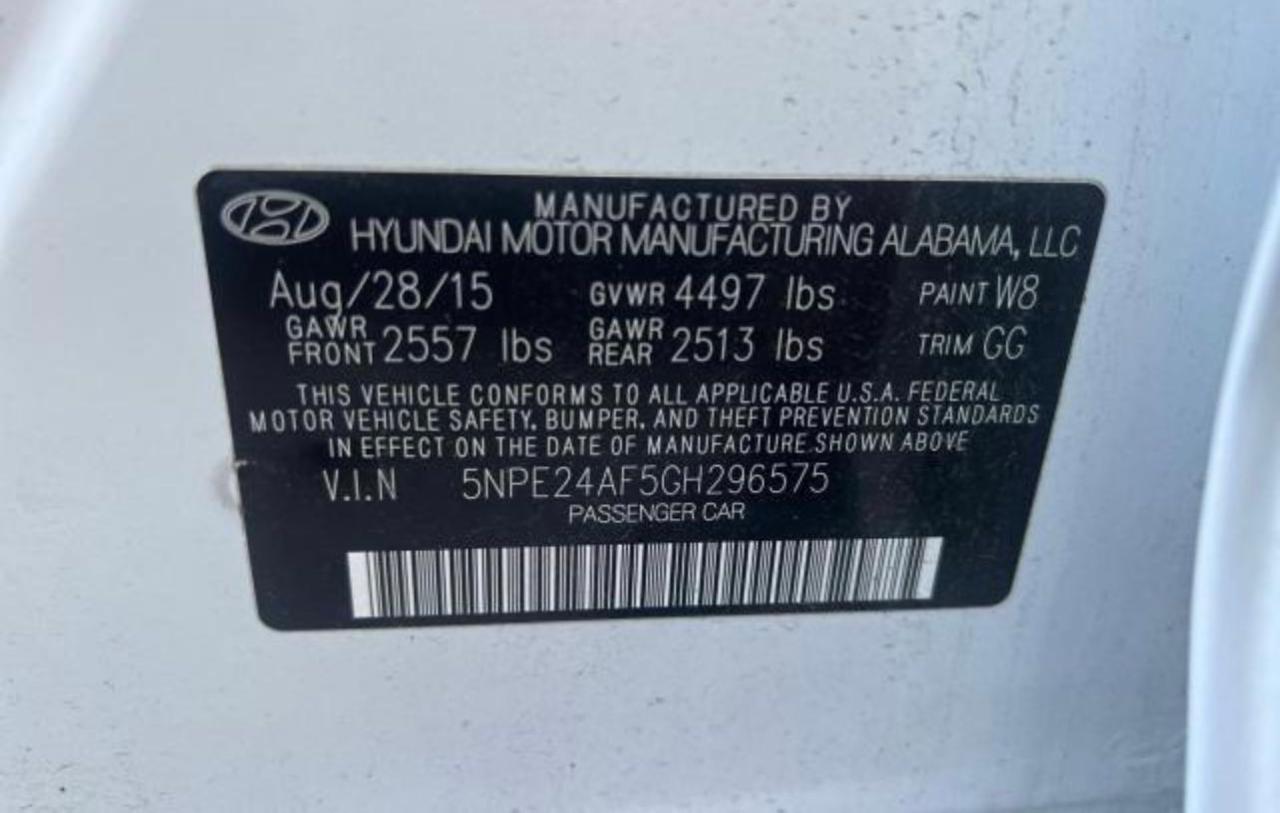 MANUFACTURED BY
HYUNDAI MOTOR MANUFACTURING ALABAMA, LLC
Aug/28/15 GVWR 4497 lbs PAINT W8
GAWR FRONT 2557 lbs GAWR REAR 2513 lbs TRIM GG
THIS VEHICLE CONFORMS TO ALL APPLICABLE U.S.A. FEDERAL
MOTOR VEHICLE SAFETY, BUMPER, AND THEFT PREVENTION STANDARDS
IN EFFECT ON THE DATE OF MANUFACTURE SHOWN ABOVE
V.I.N 5NPE24AF5GH296575
PASSENGER CAR